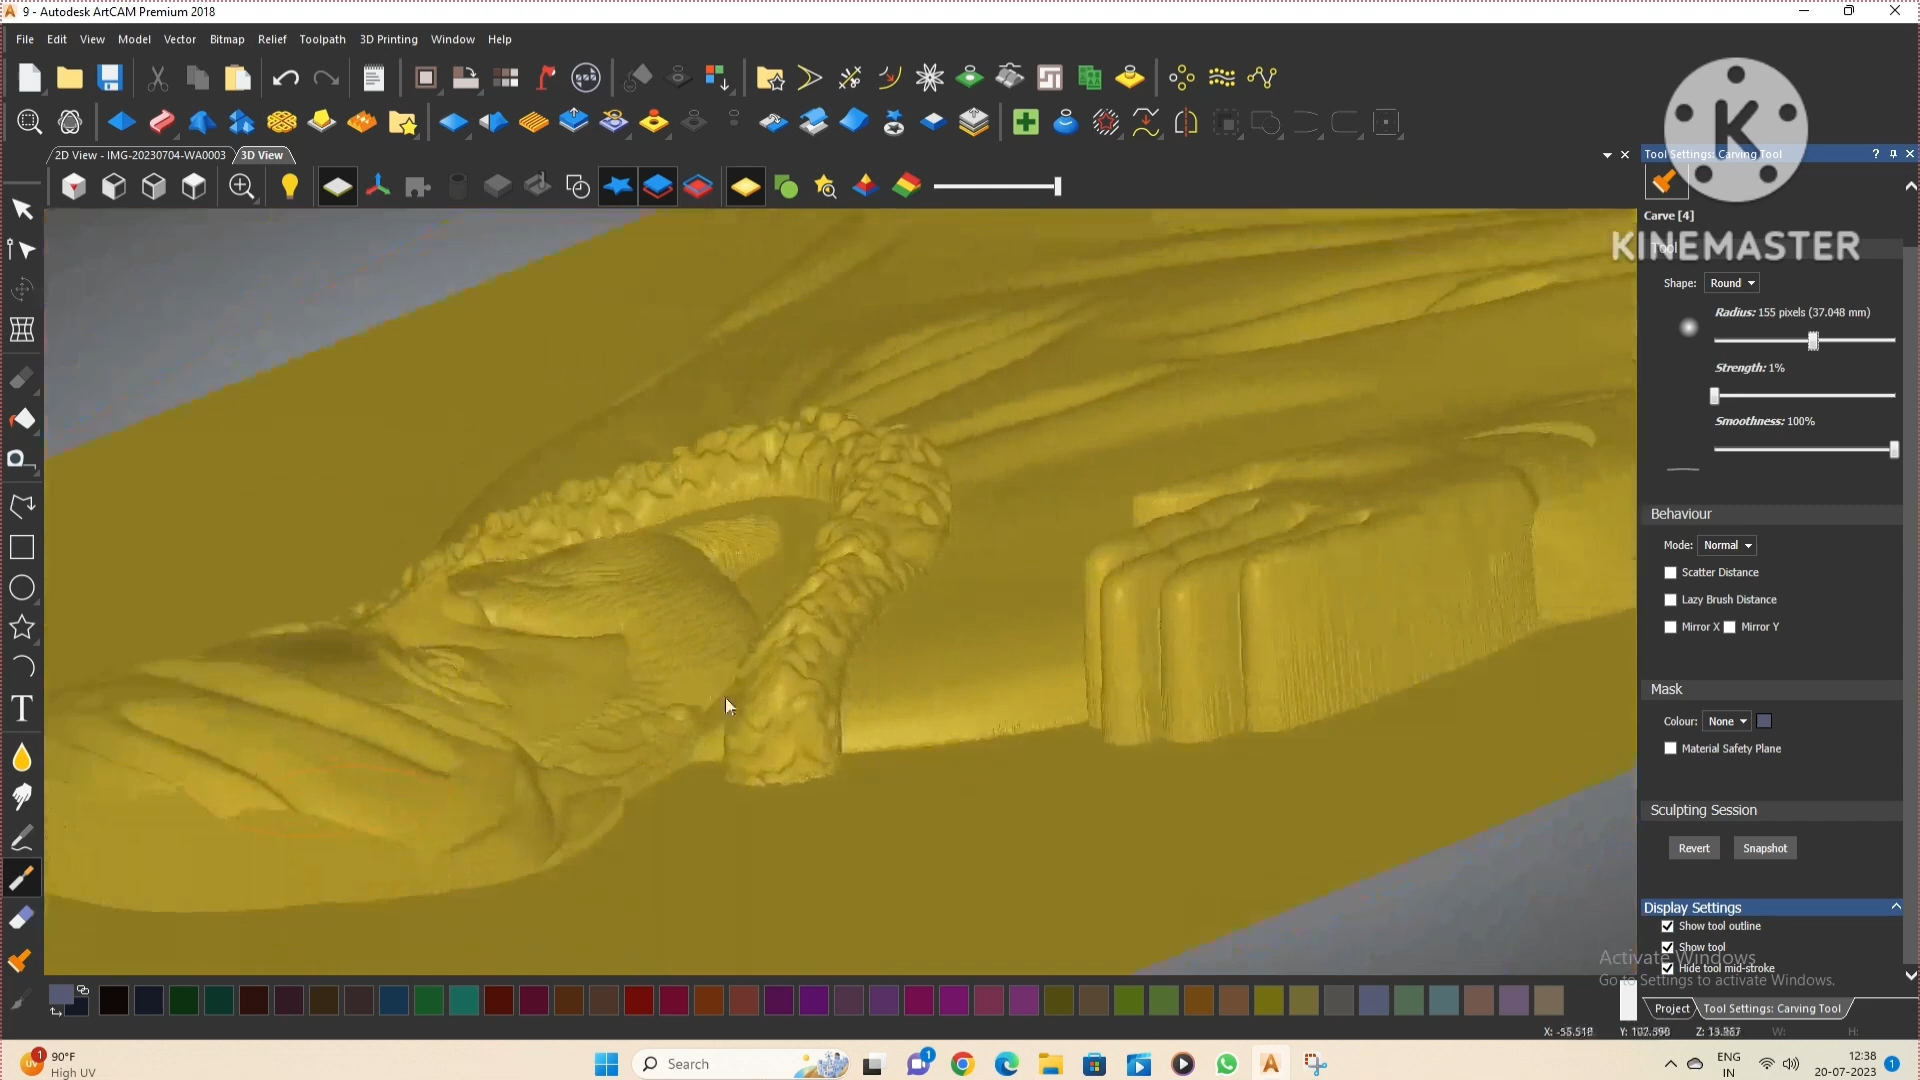 9 - Autodesk ArtCAM Premium 2018
File Edit View Model Vector Bitmap Relief Toolpath 3D Printing Window Help
2D View - IMG-20230704-WA0003 3D View
Tool Settings: Carving Tool
K
KINEMASTER
Carve [4]
Tool
Shape: Round
Radius: 155 pixels (37.048 mm)
Strength: 1%
Smoothness: 100%
Behaviour
Mode: Normal
Scatter Distance
Lazy Brush Distance
Mirror X Mirror Y
Mask
Colour: None
Material Safety Plane
Sculpting Session
Revert Snapshot
Display Settings
Show tool outline
Show tool
Hide tool mid-stroke
Activate Windows
Go to Settings to activate Windows.
Project Tool Settings: Carving Tool
X: -55.518 Y: 102.398 Z: 13.367 W: H:
90°F
High UV
Search
ENG
IN
12:38
20-07-2023
1